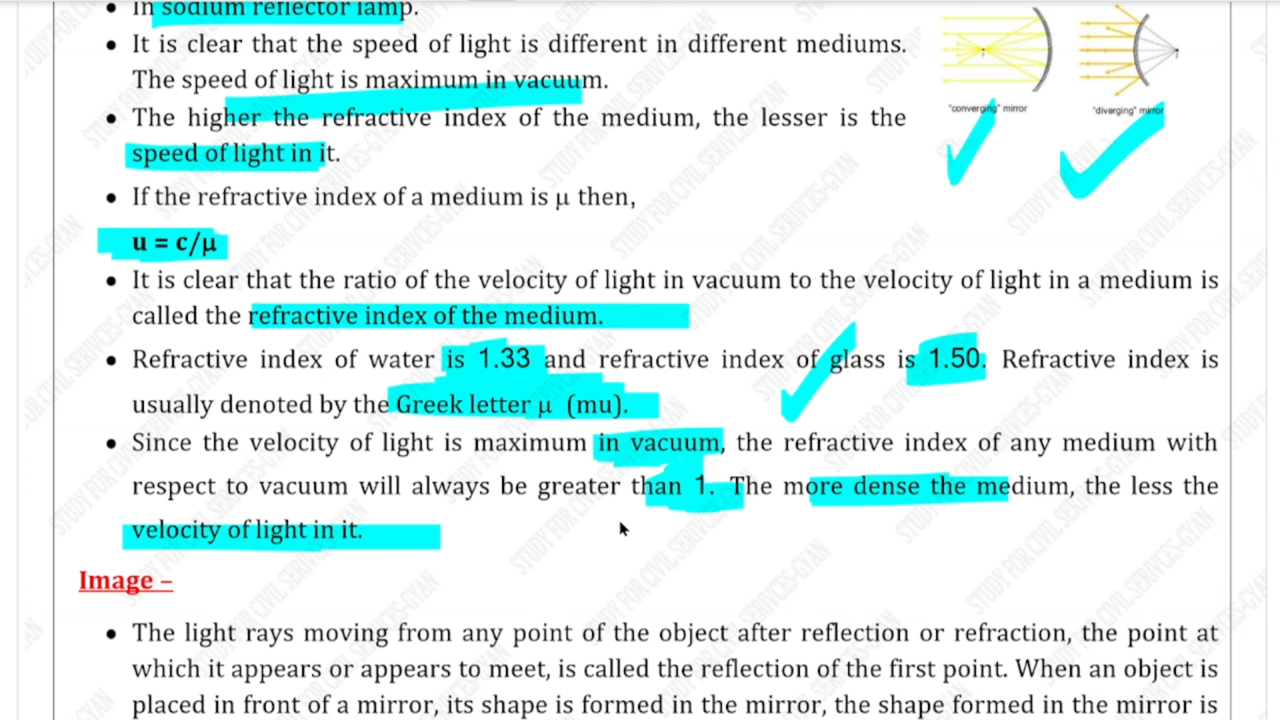 • In sodium reflector lamp.
• It is clear that the speed of light is different in different mediums.
The speed of light is maximum in vacuum.
• The higher the refractive index of the medium, the lesser is the
speed of light in it.
"converging" mirror
"diverging" mirror
• If the refractive index of a medium is μ then,
u = c/μ
• It is clear that the ratio of the velocity of light in vacuum to the velocity of light in a medium is
called the refractive index of the medium.
• Refractive index of water is 1.33 and refractive index of glass is 1.50. Refractive index is
usually denoted by the Greek letter μ (mu).
• Since the velocity of light is maximum in vacuum, the refractive index of any medium with
respect to vacuum will always be greater than 1. The more dense the medium, the less the
velocity of light in it.
Image –
• The light rays moving from any point of the object after reflection or refraction, the point at
which it appears or appears to meet, is called the reflection of the first point. When an object is
placed in front of a mirror, its shape is formed in the mirror, the shape formed in the mirror is
STUDY FOR CIVIL SERIVCES-GYAN